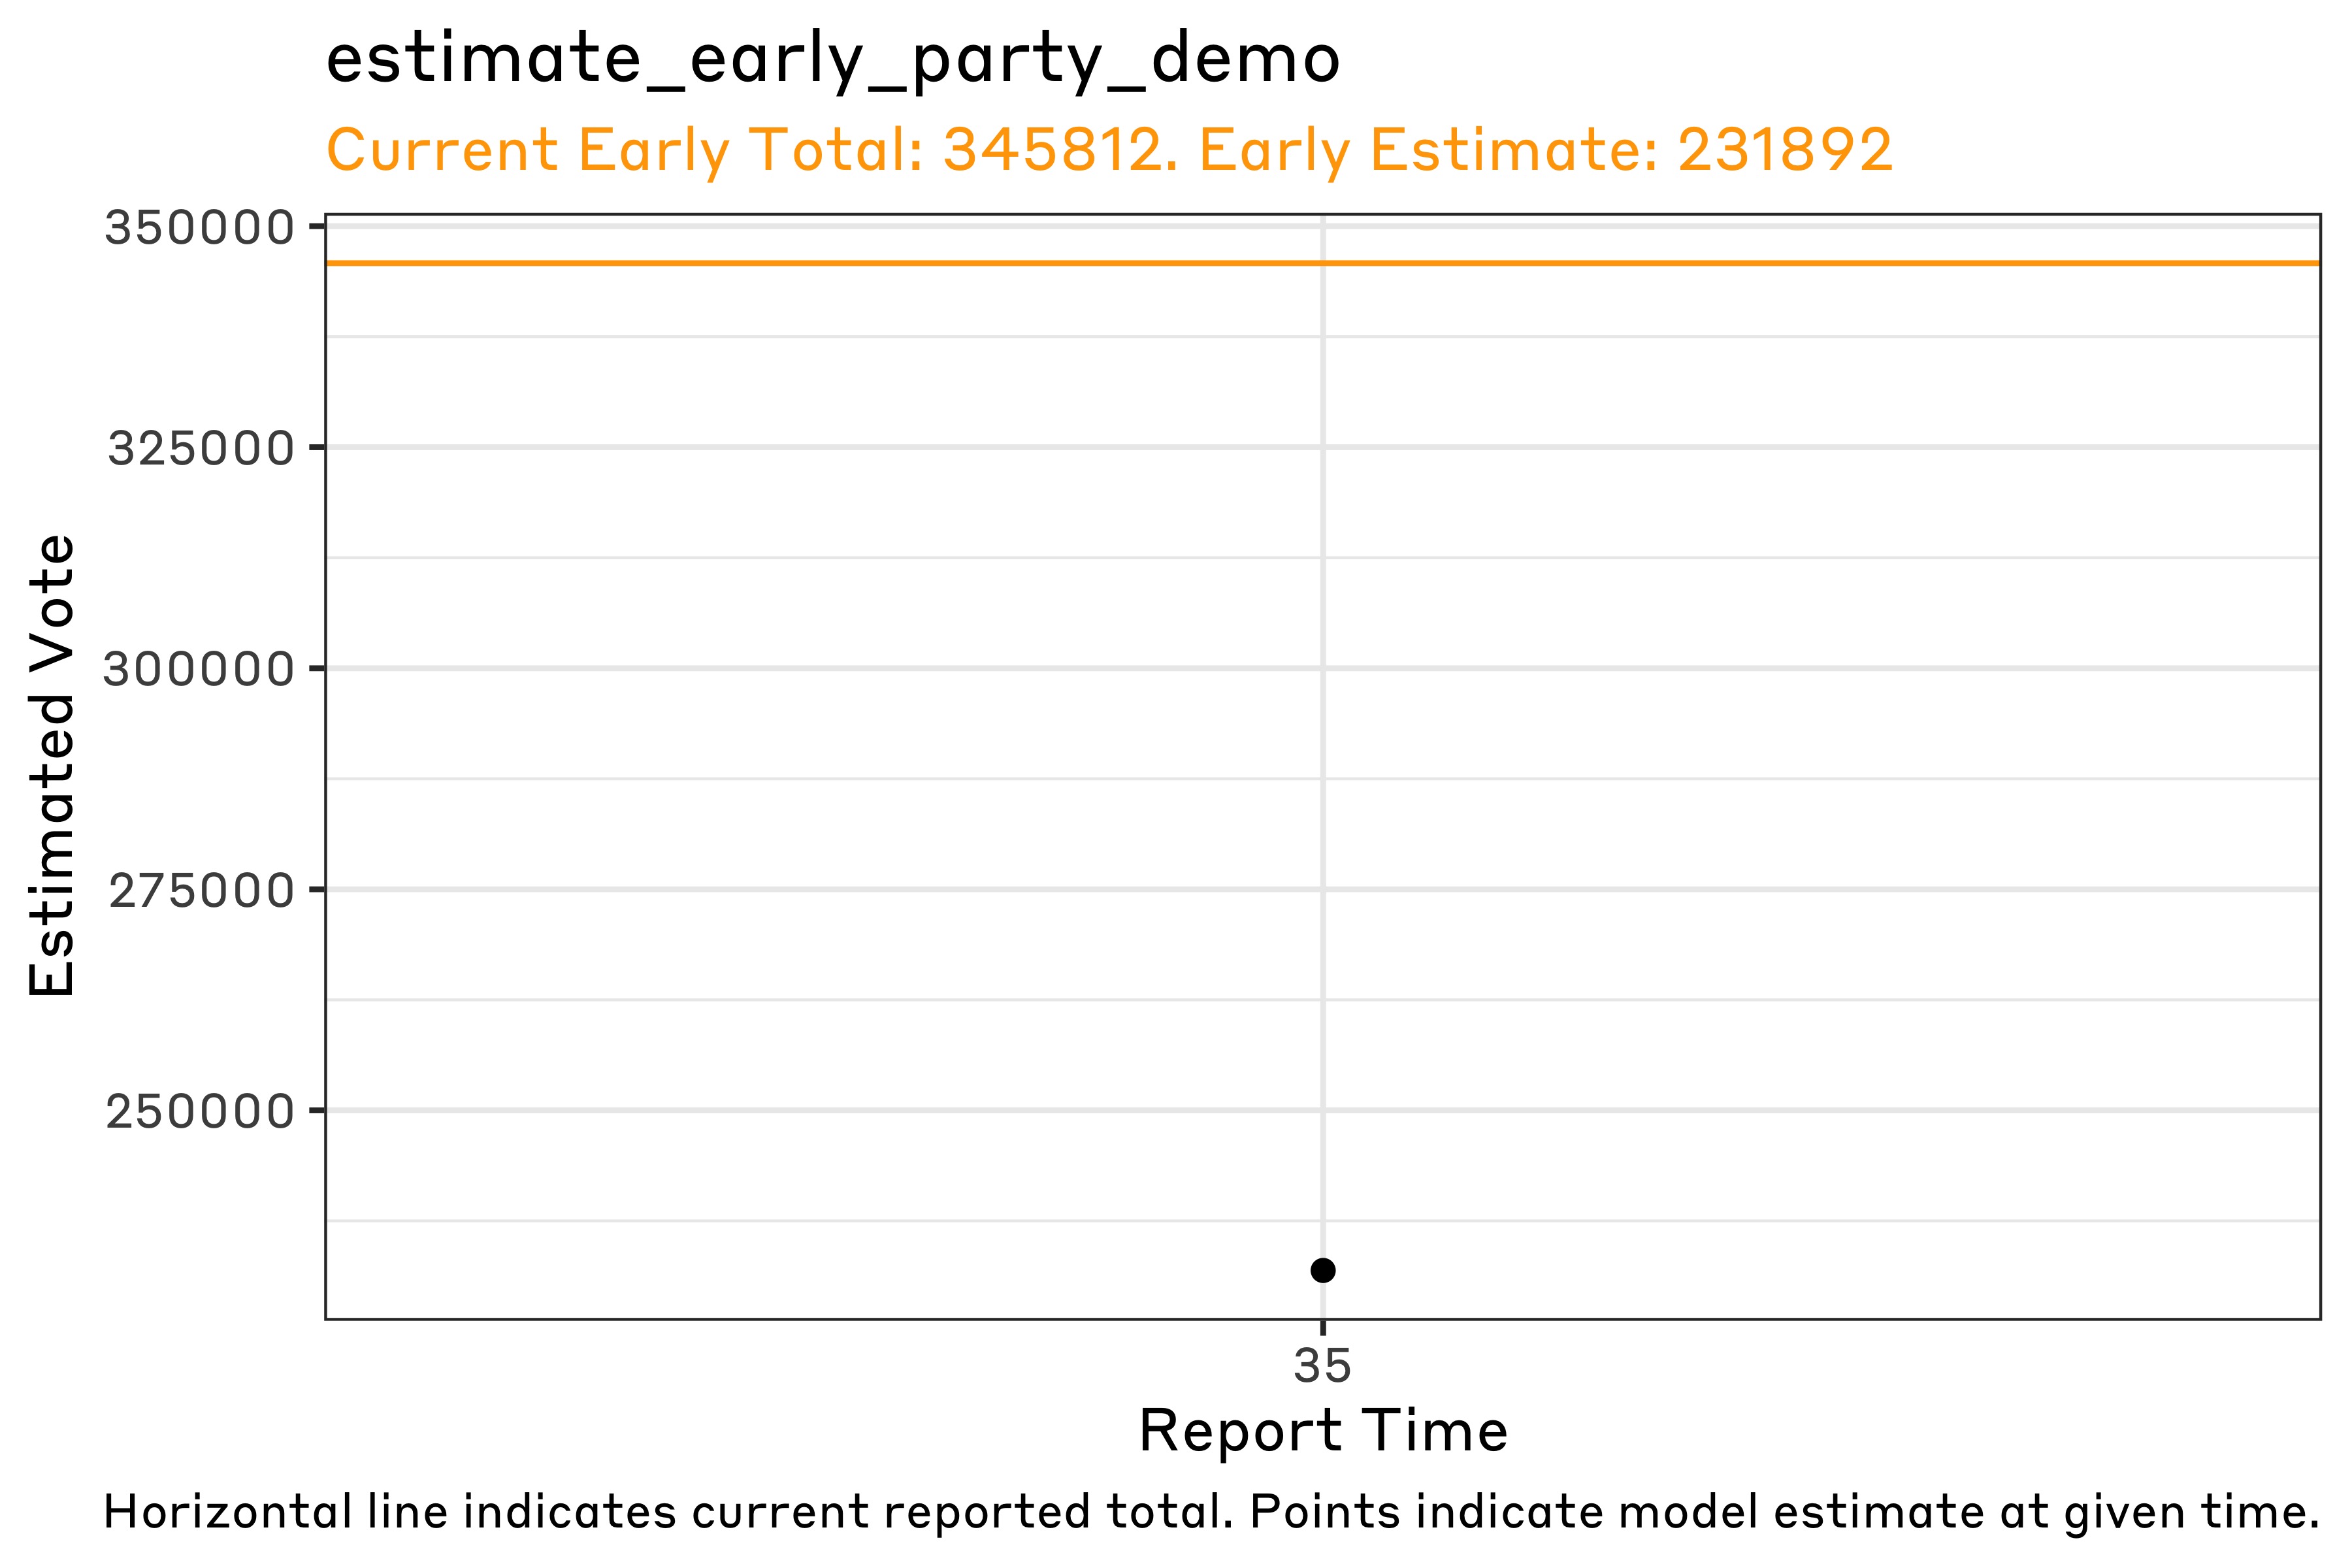 estimate_early_party_demo
Current Early Total: 345812. Early Estimate: 231892
350000
325000
300000
275000
250000
Estimated Vote
35
Report Time
Horizontal line indicates current reported total. Points indicate model estimate at given time.